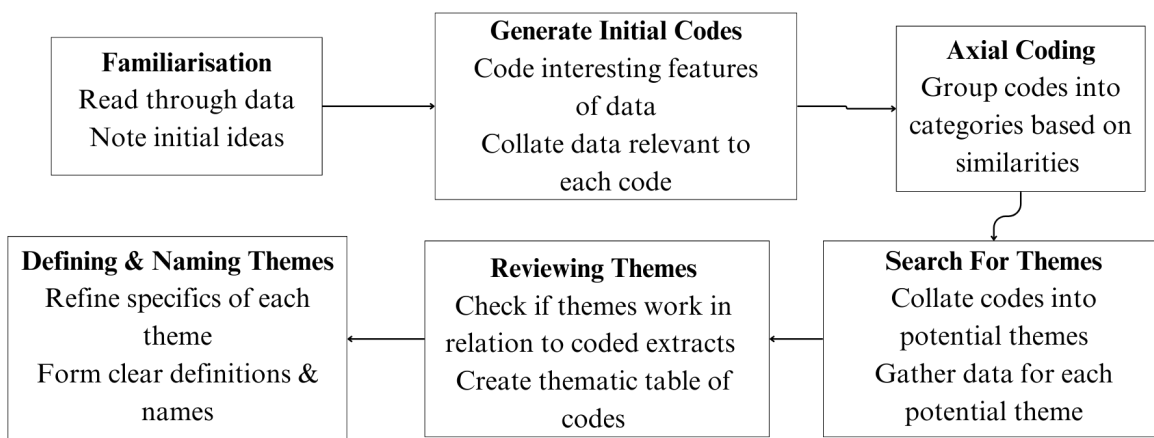 Familiarisation
Read through data
Note initial ideas
Generate Initial Codes
Code interesting features
of data
Collate data relevant to
each code
Axial Coding
Group codes into
categories based on
similarities
Search For Themes
Collate codes into
potential themes
Gather data for each
potential theme
Reviewing Themes
Check if themes work in
relation to coded extracts
Create thematic table of
codes
Defining & Naming Themes
Refine specifics of each
theme
Form clear definitions &
names